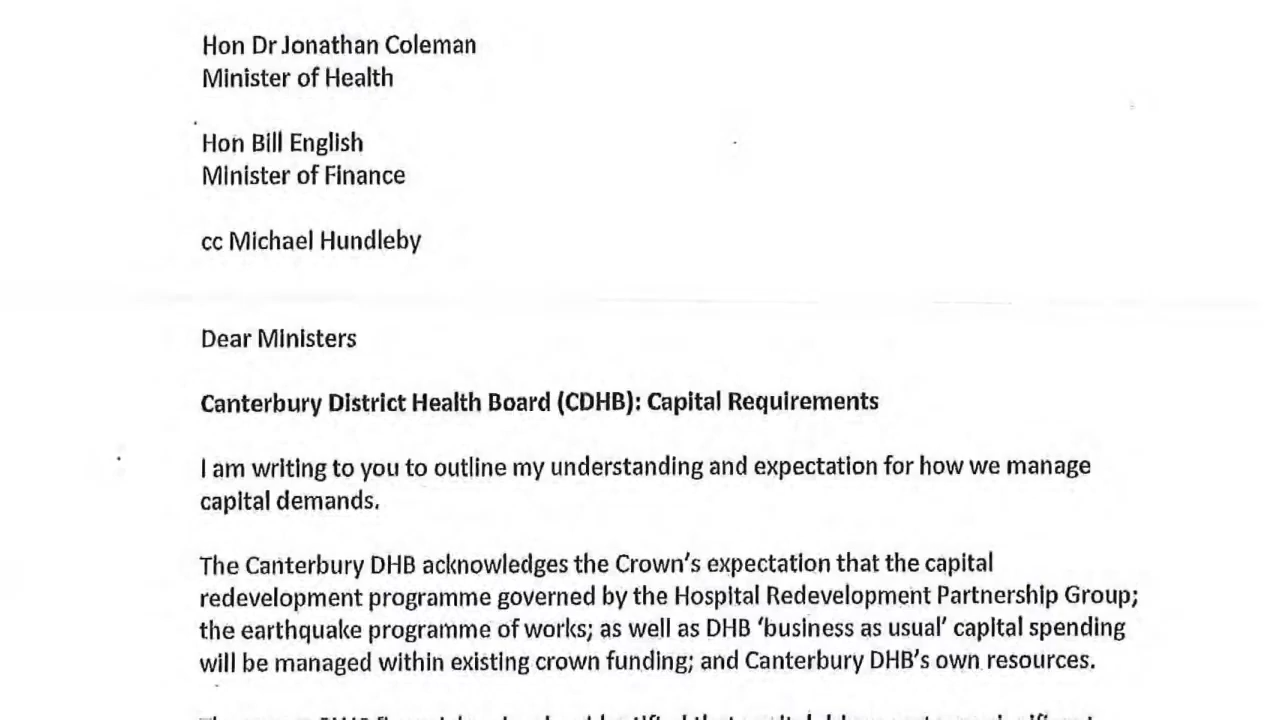 Hon Dr Jonathan Coleman
Minister of Health
Hon Bill English
Minister of Finance
cc Michael Hundleby
Dear Ministers
Canterbury District Health Board (CDHB): Capital Requirements
I am writing to you to outline my understanding and expectation for how we manage
capital demands.
The Canterbury DHB acknowledges the Crown's expectation that the capital
redevelopment programme governed by the Hospital Redevelopment Partnership Group;
the earthquake programme of works; as well as DHB 'business as usual' capital spending
will be managed within existing crown funding; and Canterbury DHB's own resources.